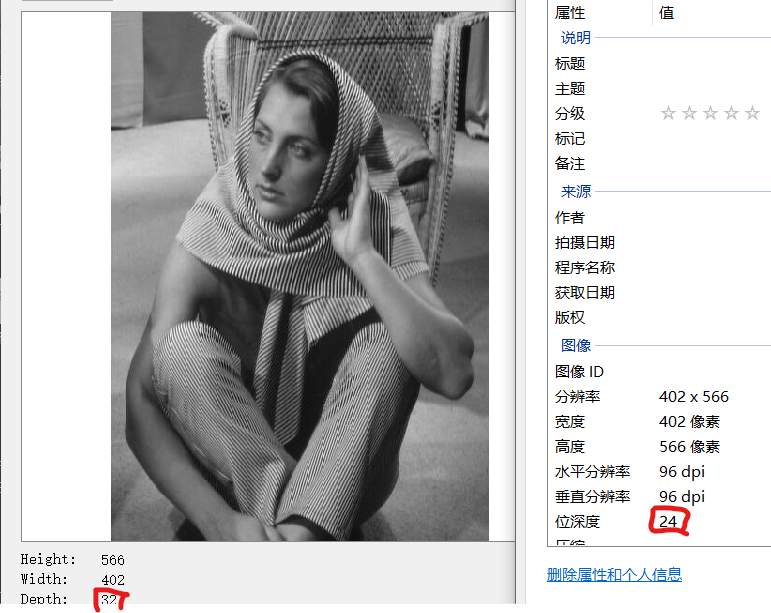 Height: 566
Width: 402
Depth: 32
属性 值
说明
标题
主题
分级
标记
备注
来源
作者
拍摄日期
程序名称
获取日期
版权
图像
图像 ID
分辨率 402 x 566
宽度 402 像素
高度 566 像素
水平分辨率 96 dpi
垂直分辨率 96 dpi
位深度 24
删除属性和个人信息